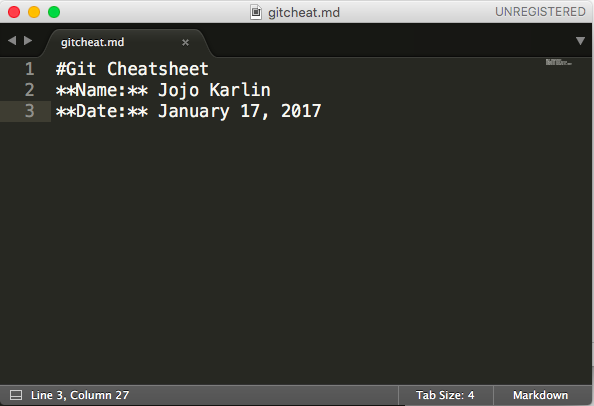 gitcheat.md
UNREGISTERED
gitcheat.md
1 #Git Cheatsheet
2 **Name:** Jojo Karlin
3 **Date:** January 17, 2017
Line 3, Column 27
Tab Size: 4
Markdown